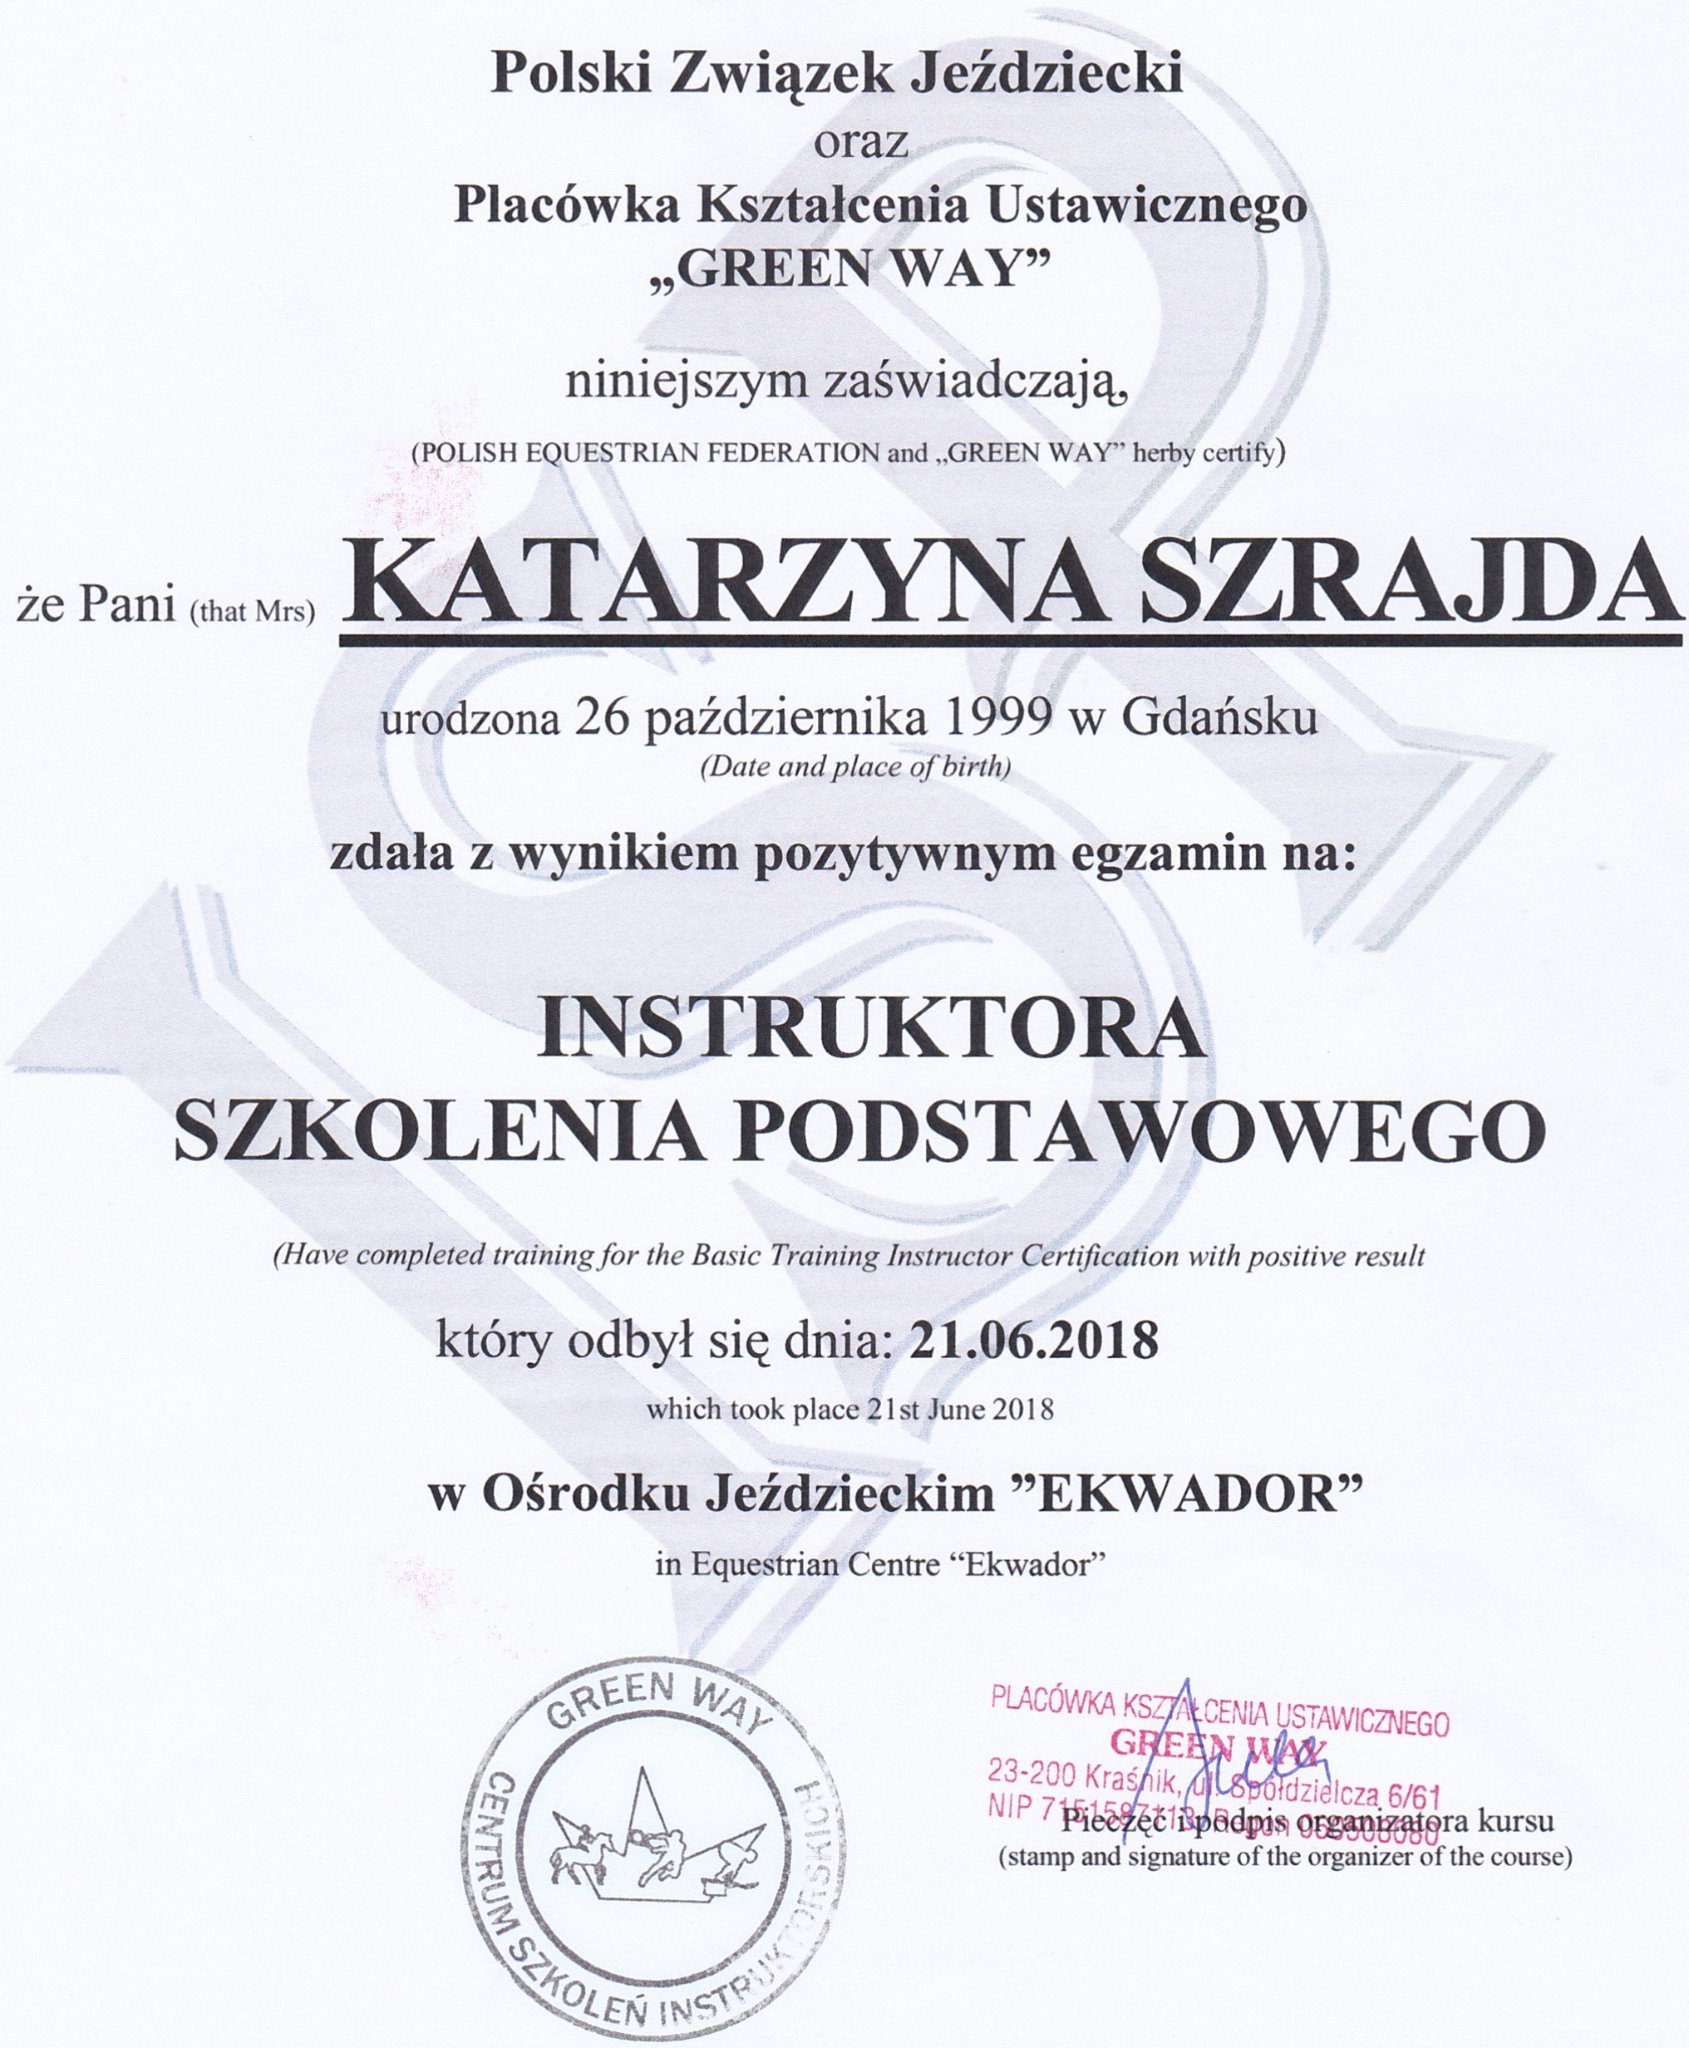 Polski Związek Jeździecki
oraz
Placówka Kształcenia Ustawicznego
„GREEN WAY”
niniejszym zaświadczają,
(POLISH EQUESTRIAN FEDERATION and „GREEN WAY” herby certify)
że Pani (that Mrs) KATARZYNA SZRAJDA
urodzona 26 października 1999 w Gdańsku
(Date and place of birth)
zdała z wynikiem pozytywnym egzamin na:
INSTRUKTORA
SZKOLENIA PODSTAWOWEGO
(Have completed training for the Basic Training Instructor Certification with positive result
który odbył się dnia: 21.06.2018
which took place 21st June 2018
w Ośrodku Jeździeckim ”EKWADOR”
in Equestrian Centre “Ekwador”
GREEN WAY
CENTRUM SZKOLEŃ INSTRUKTORSKICH
PLACÓWKA KSZTAŁCENIA USTAWICZNEGO
GREEN WAY
23-200 Kraśnik, ul. Spółdzielcza 6/61
NIP 7151587113, Regon
Pieczęć i podpis organizatora kursu
(stamp and signature of the organizer of the course)